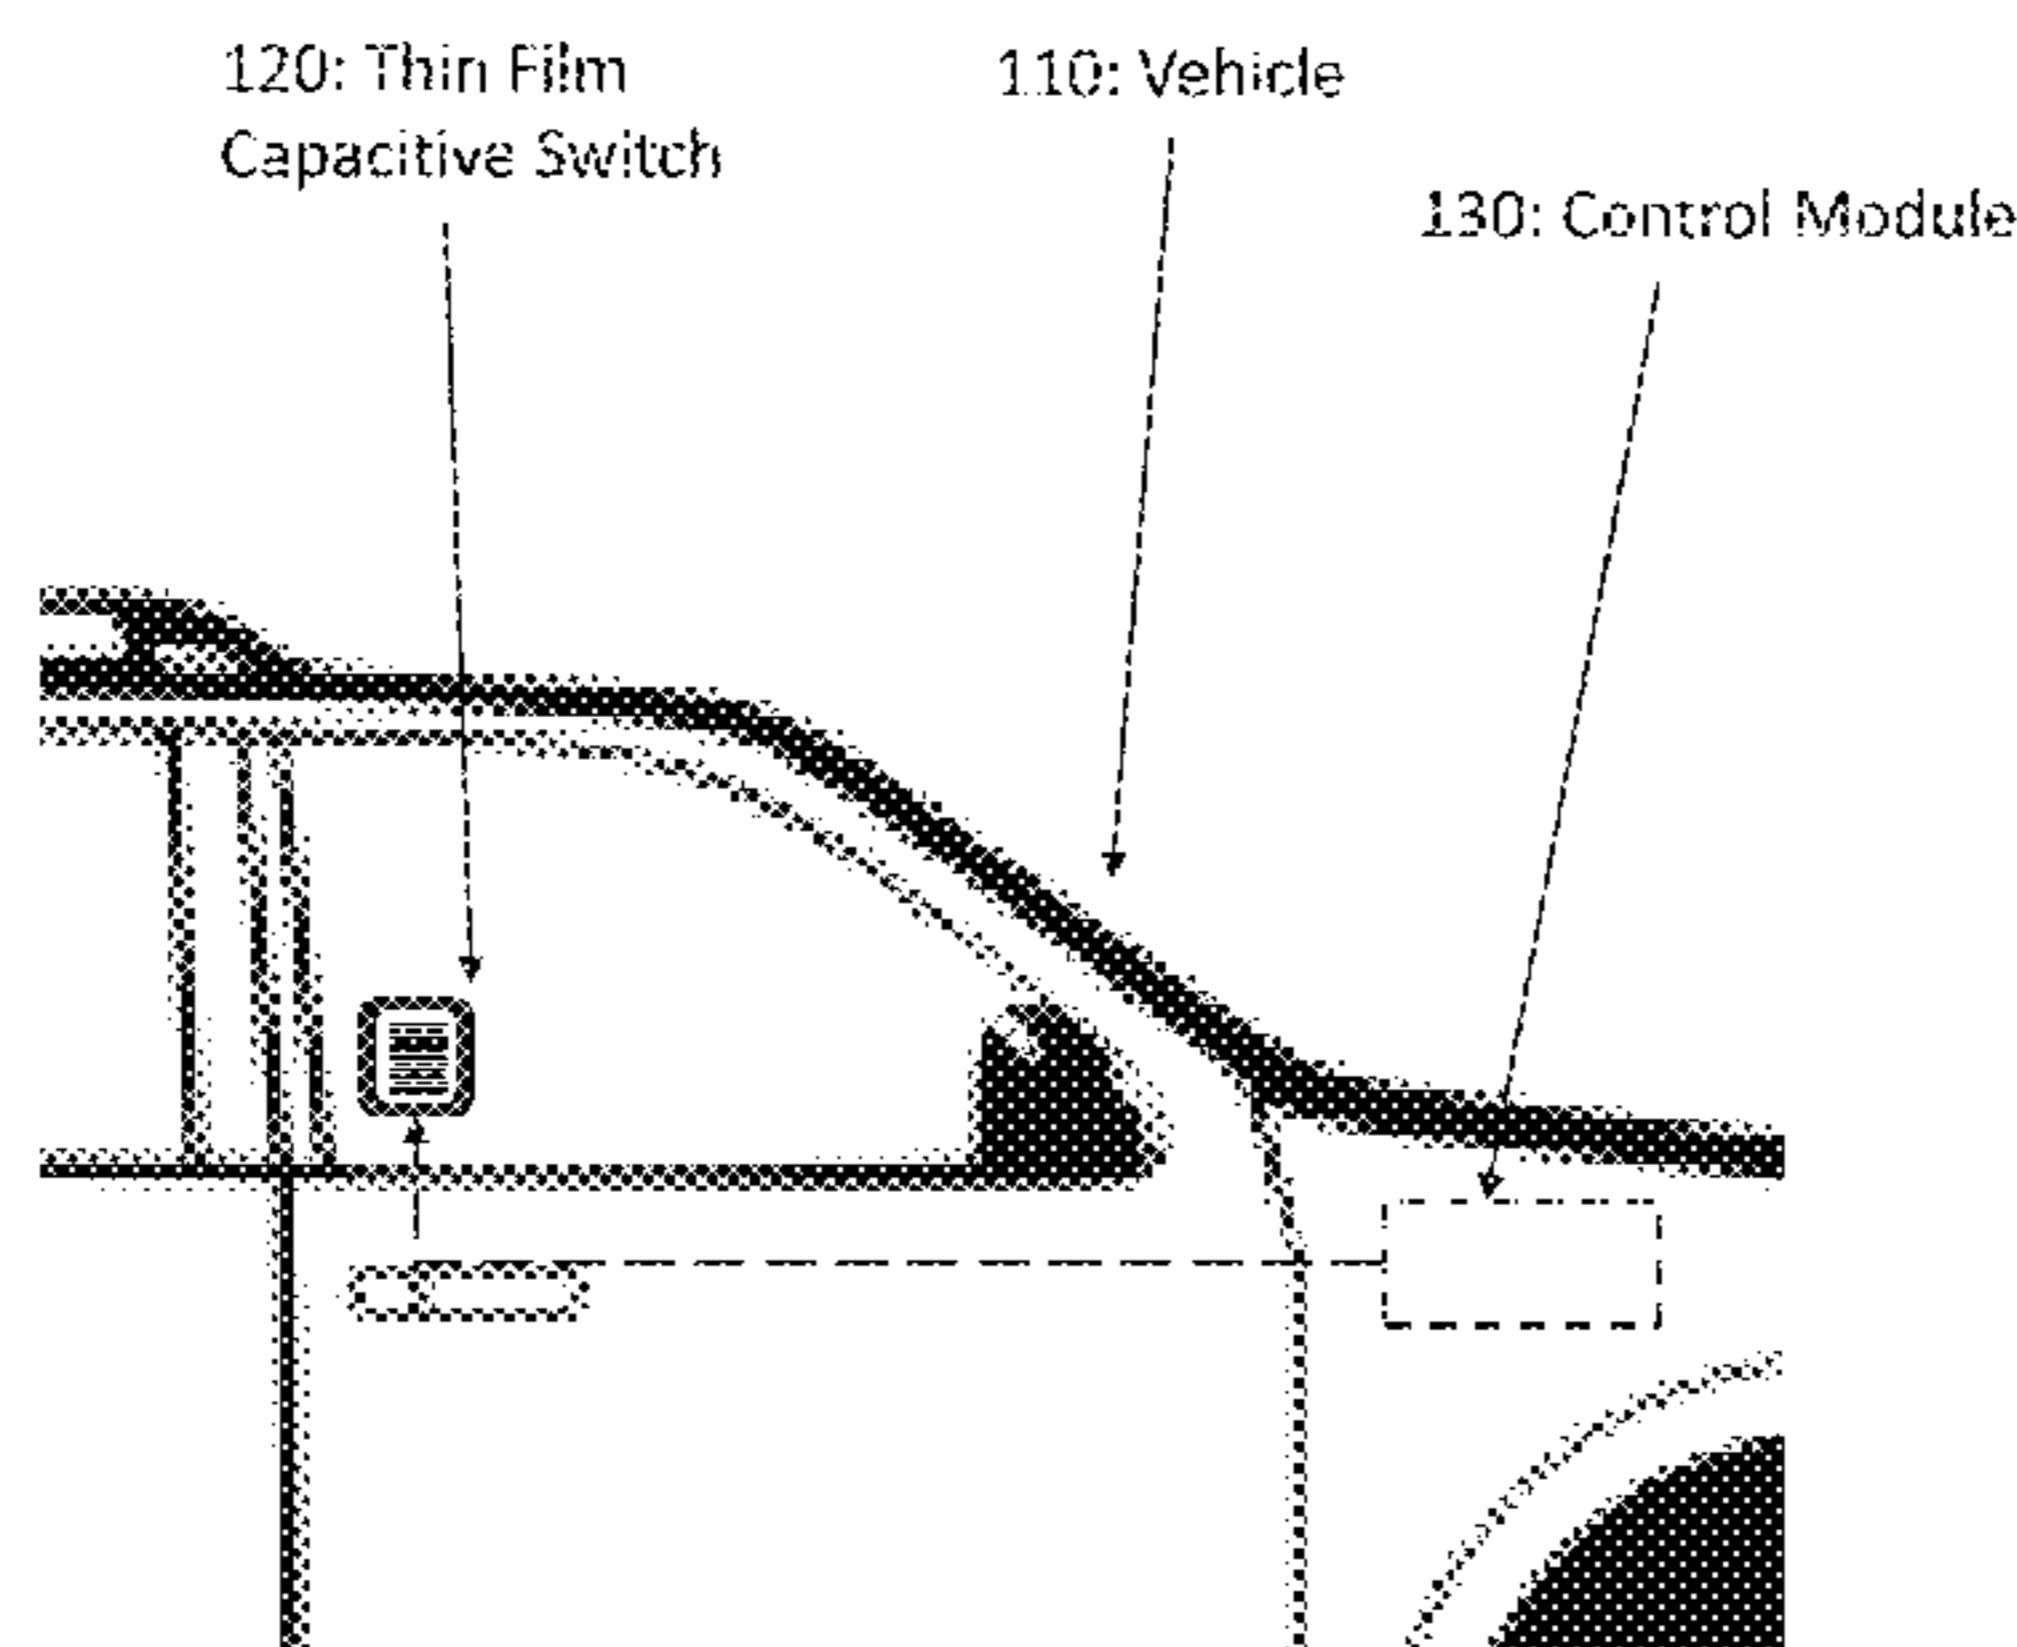 120: Thin Film
Capacitive Switch
110: Vehicle
130: Control Module